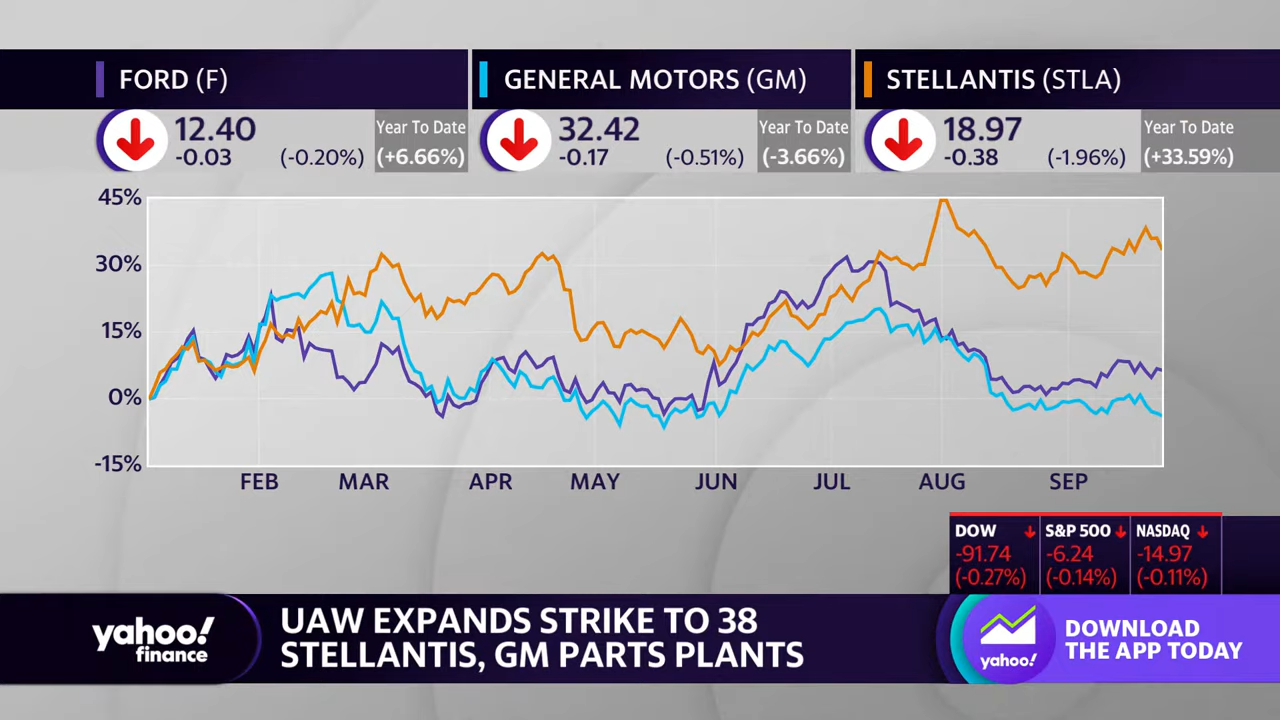 FORD (F)
12.40
-0.03 (-0.20%)
Year To Date
(+6.66%)
GENERAL MOTORS (GM)
32.42
-0.17 (-0.51%)
Year To Date
(-3.66%)
STELLANTIS (STLA)
18.97
-0.38 (-1.96%)
Year To Date
(+33.59%)
45%
30%
15%
0%
-15%
FEB MAR APR MAY JUN JUL AUG SEP
DOW
-91.74
(-0.27%)
S&P 500
-6.24
(-0.14%)
NASDAQ
-14.97
(-0.11%)
yahoo!
finance
UAW EXPANDS STRIKE TO 38
STELLANTIS, GM PARTS PLANTS
yahoo!
DOWNLOAD
THE APP TODAY